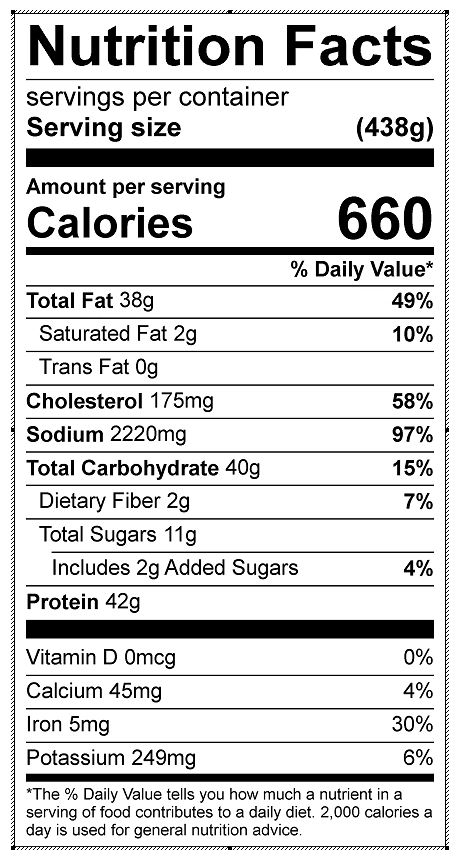 Nutrition Facts
servings per container
Serving size (438g)
Amount per serving
Calories 660
% Daily Value*
Total Fat 38g 49%
Saturated Fat 2g 10%
Trans Fat 0g
Cholesterol 175mg 58%
Sodium 2220mg 97%
Total Carbohydrate 40g 15%
Dietary Fiber 2g 7%
Total Sugars 11g
Includes 2g Added Sugars 4%
Protein 42g
Vitamin D 0mcg 0%
Calcium 45mg 4%
Iron 5mg 30%
Potassium 249mg 6%
*The % Daily Value tells you how much a nutrient in a
serving of food contributes to a daily diet. 2,000 calories a
day is used for general nutrition advice.